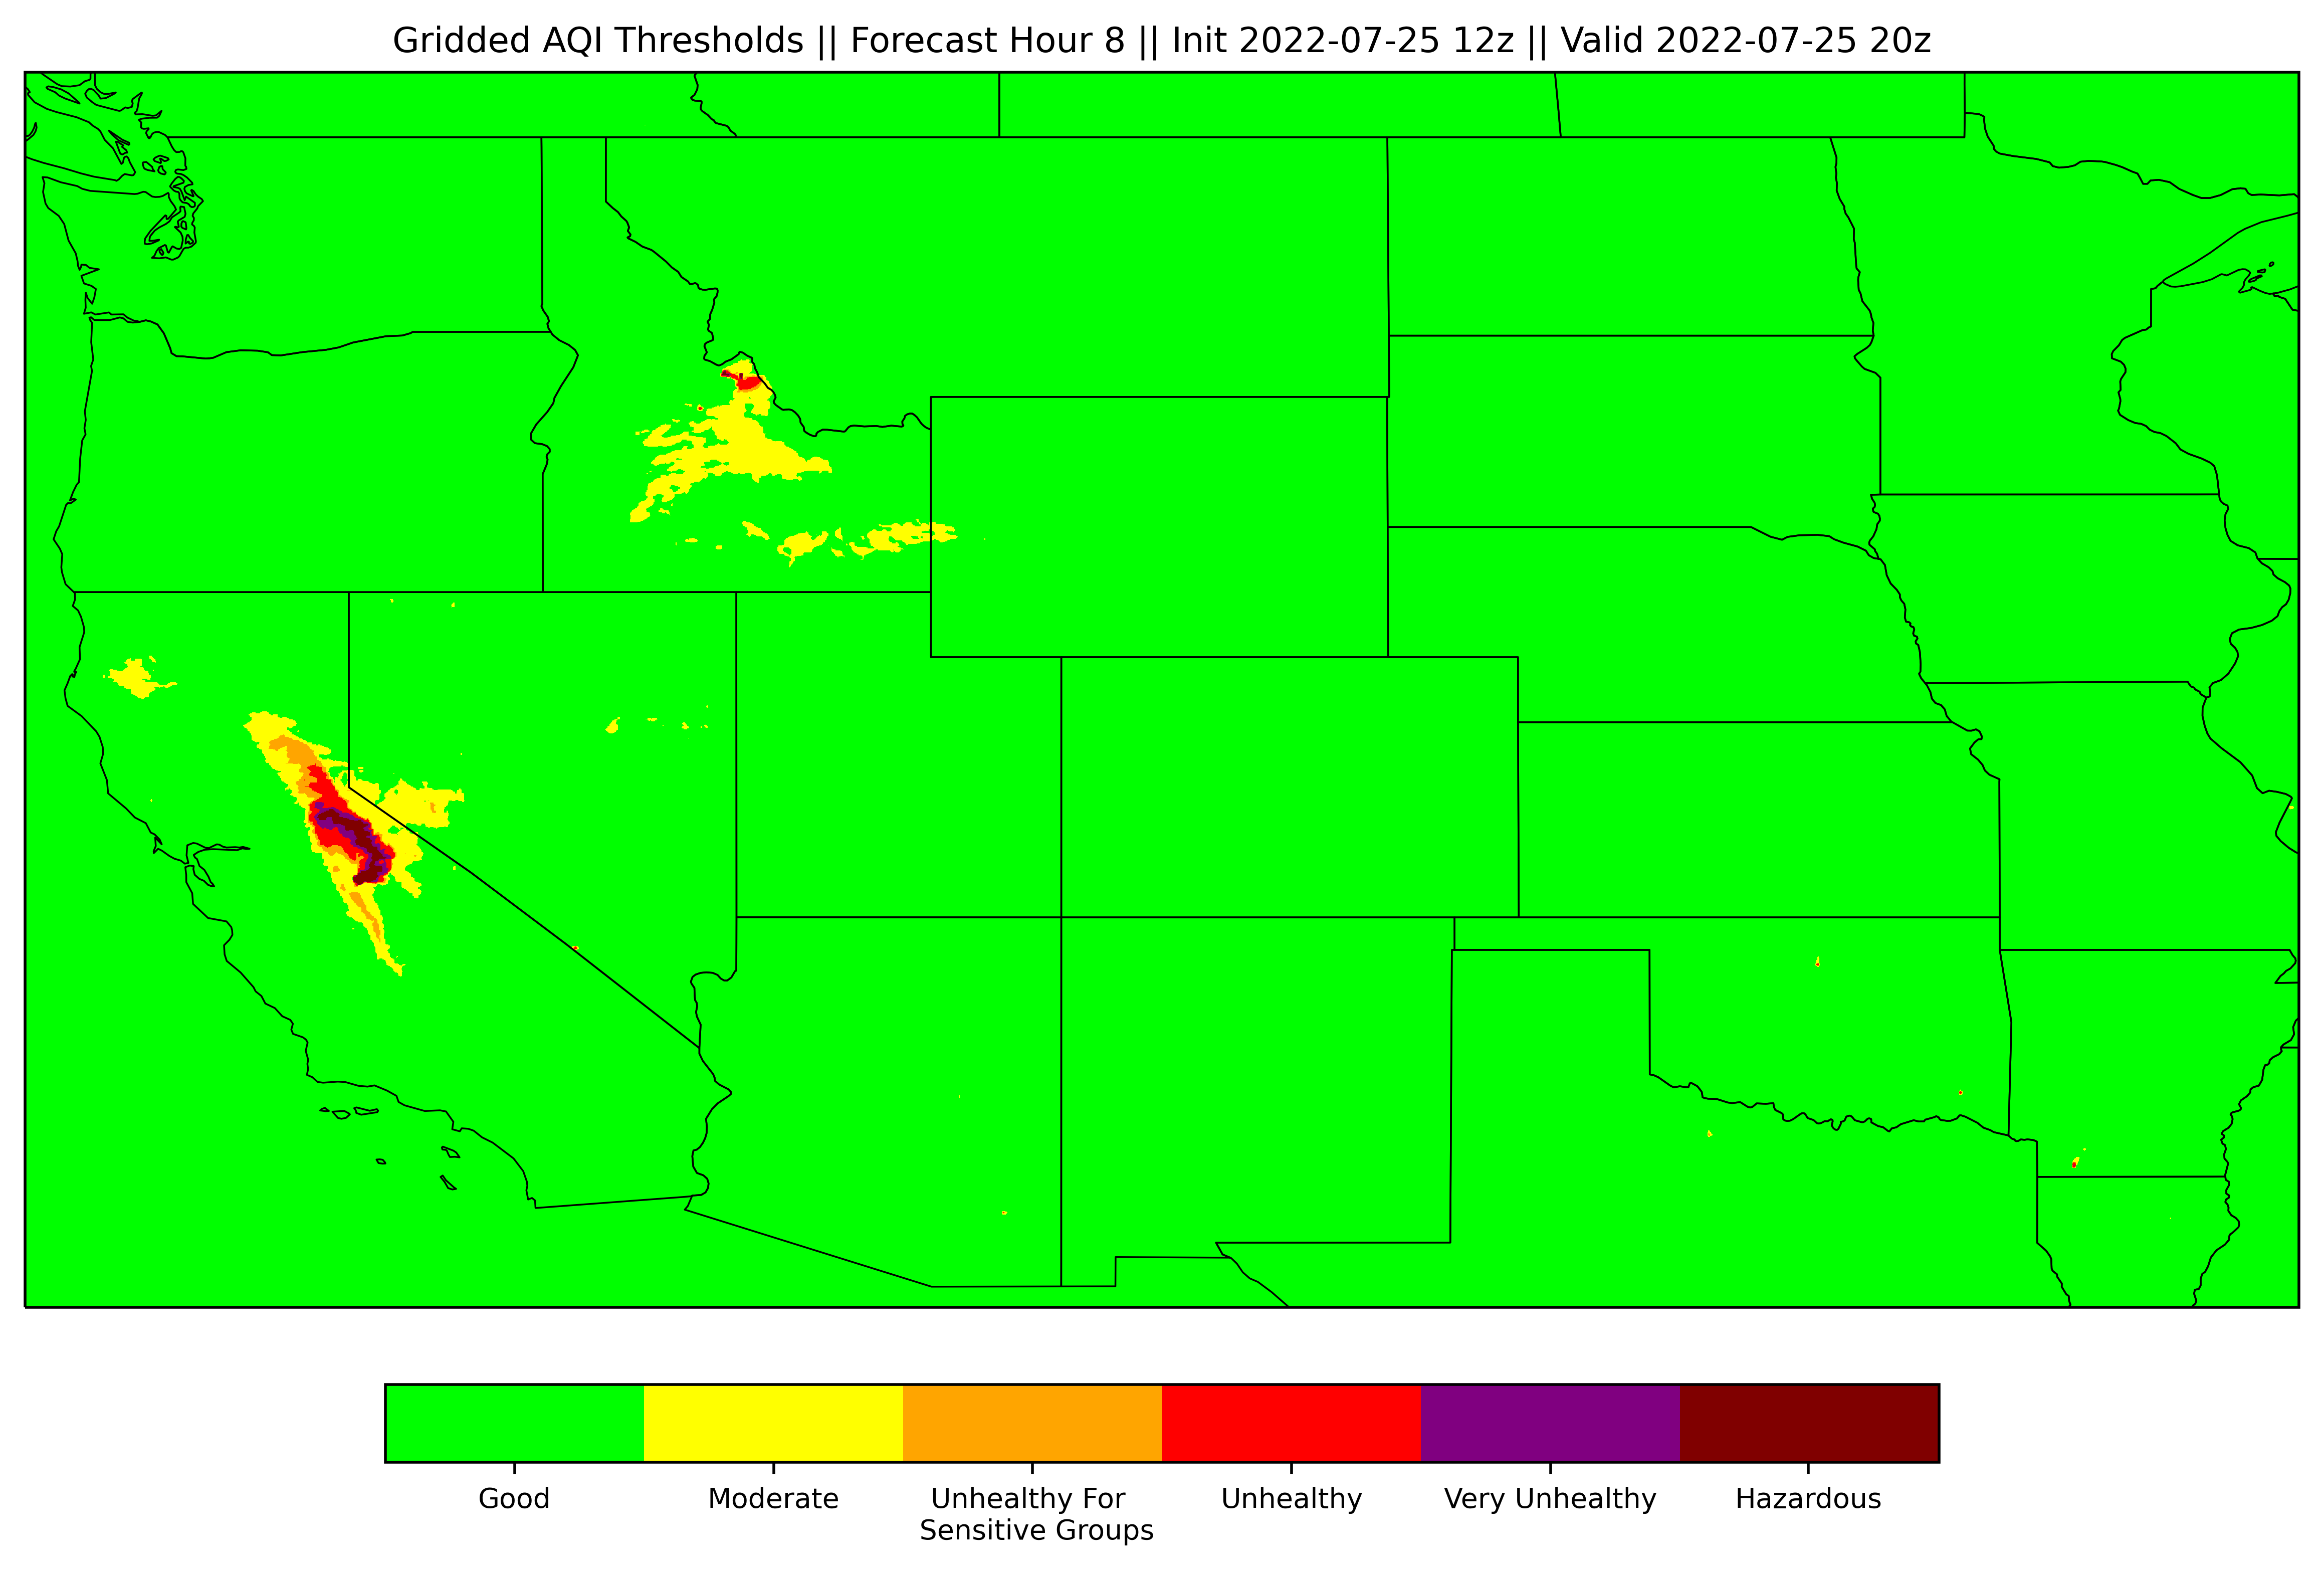 Gridded AQI Thresholds || Forecast Hour 8 || Init 2022-07-25 12z || Valid 2022-07-25 20z
Good
Moderate
Unhealthy For
Sensitive Groups
Unhealthy
Very Unhealthy
Hazardous